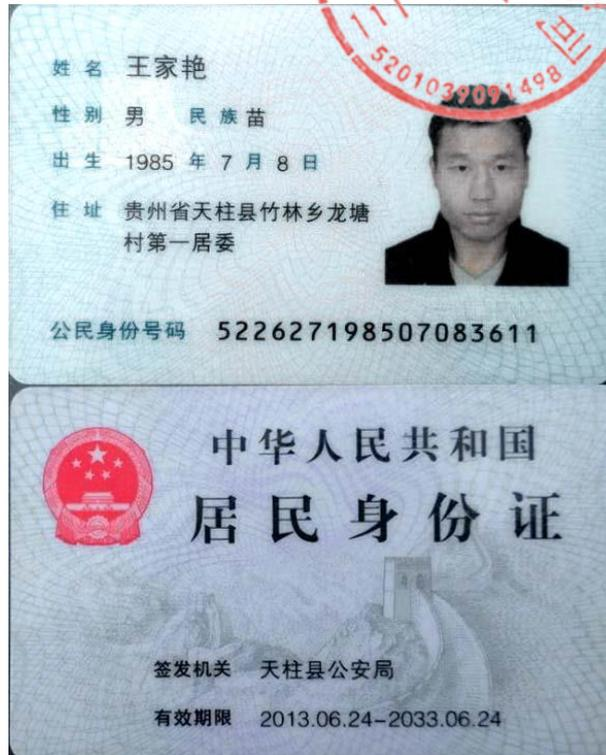 5201039091498
姓名 王家艳
性别 男 民族 苗
出生 1985 年 7 月 8 日
住址 贵州省天柱县竹林乡龙塘
村第一居委
公民身份号码 522627198507083611
中华人民共和国
居民身份证
签发机关 天柱县公安局
有效期限 2013.06.24-2033.06.24